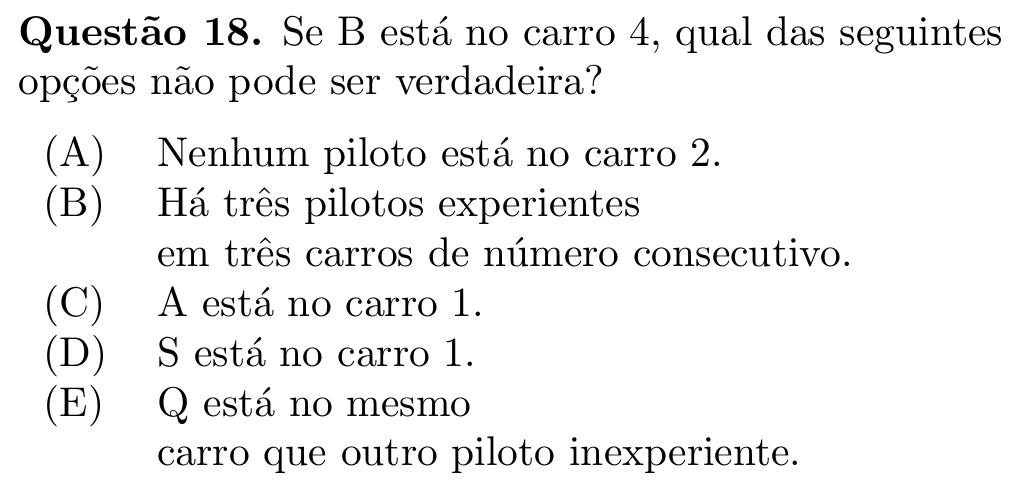 Questão 18. Se B está no carro 4, qual das seguintes
opções não pode ser verdadeira?
(A) Nenhum piloto está no carro 2.
(B) Há três pilotos experientes
em três carros de número consecutivo.
(C) A está no carro 1.
(D) S está no carro 1.
(E) Q está no mesmo
carro que outro piloto inexperiente.